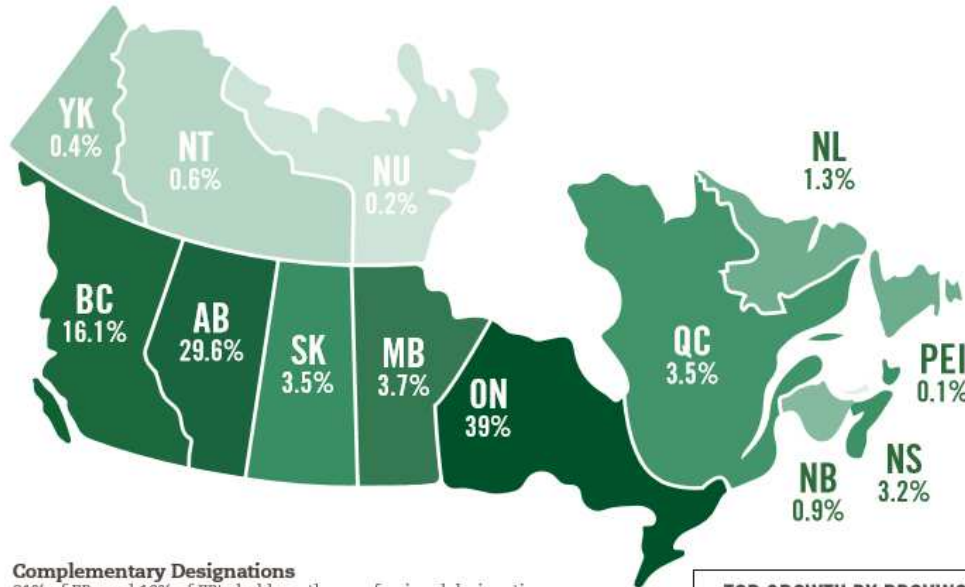 YK
0.4%
NT
0.6%
NU
0.2%
NL
1.3%
BC
16.1%
AB
29.6%
SK
3.5%
MB
3.7%
ON
39%
QC
3.5%
PEI
0.1%
NB
0.9%
NS
3.2%
Complementary Designations